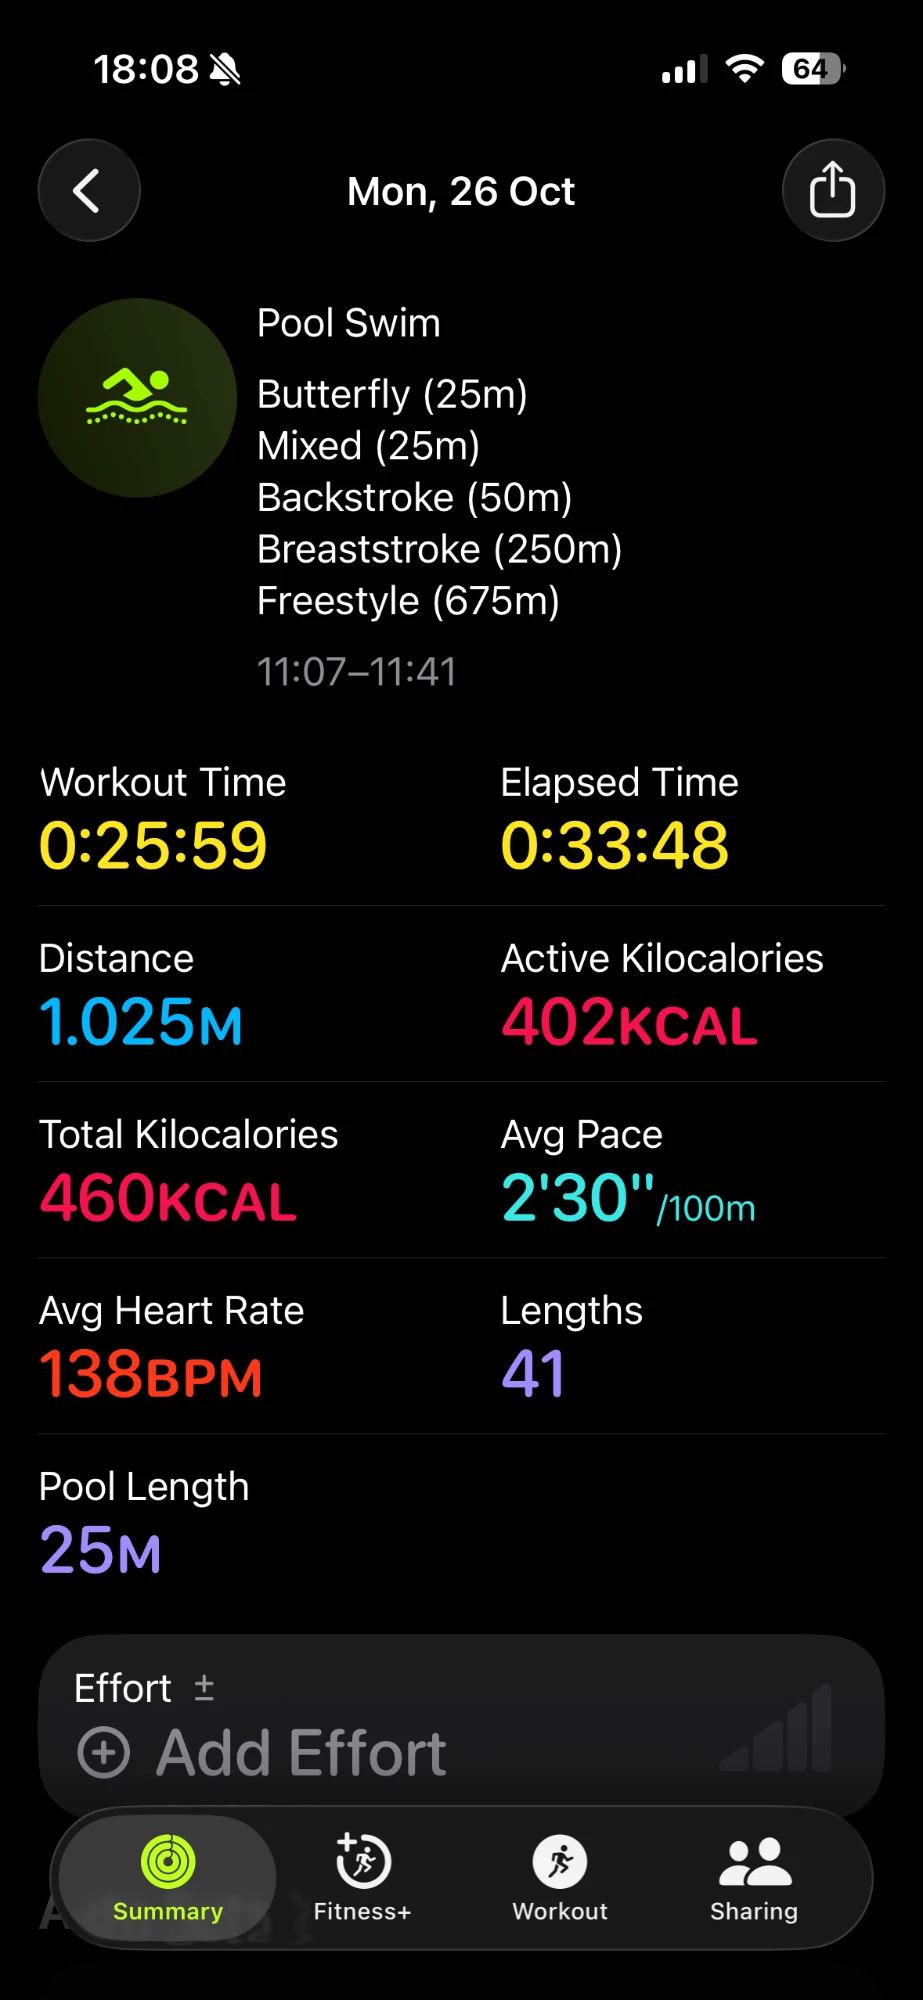 18:08
64
Mon, 26 Oct
Pool Swim
Butterfly (25m)
Mixed (25m)
Backstroke (50m)
Breaststroke (250m)
Freestyle (675m)
11:07–11:41
Workout Time
Elapsed Time
0:25:59
0:33:48
Distance
Active Kilocalories
1.025M
402KCAL
Total Kilocalories
Avg Pace
460KCAL
2'30"/100m
Avg Heart Rate
Lengths
138BPM
41
Pool Length
25M
Effort ±
Add Effort
Summary
Fitness+
Workout
Sharing